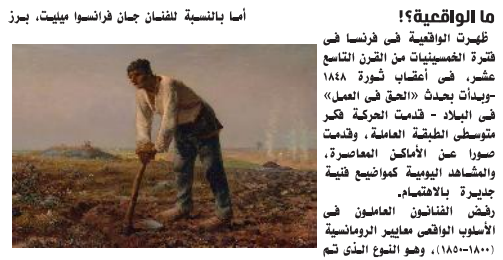 ما الواقعية؟!
ظهرت الواقعية فى فرنسا فى
فترة الخمسينيات من القرن التاسع
عشر، فى أعقاب ثورة ١٨٤٨
-وبدأت بحدث «الحق فى العمل»
فى البلاد - قدمت الحركة فكر
متوسطى الطبقة العاملة، وقدمت
صورا عن الأماكن المعاصرة،
والمشاهد اليومية كمواضيع فنية
جديرة بالاهتمام.
رفض الفنانون العاملون فى
الأسلوب الواقعى معايير الرومانسية
(١٨٠٠-١٨٥٠)، وهو النوع الذى تم
أما بالنسبة للفنان جان فرانسوا ميليت، برز